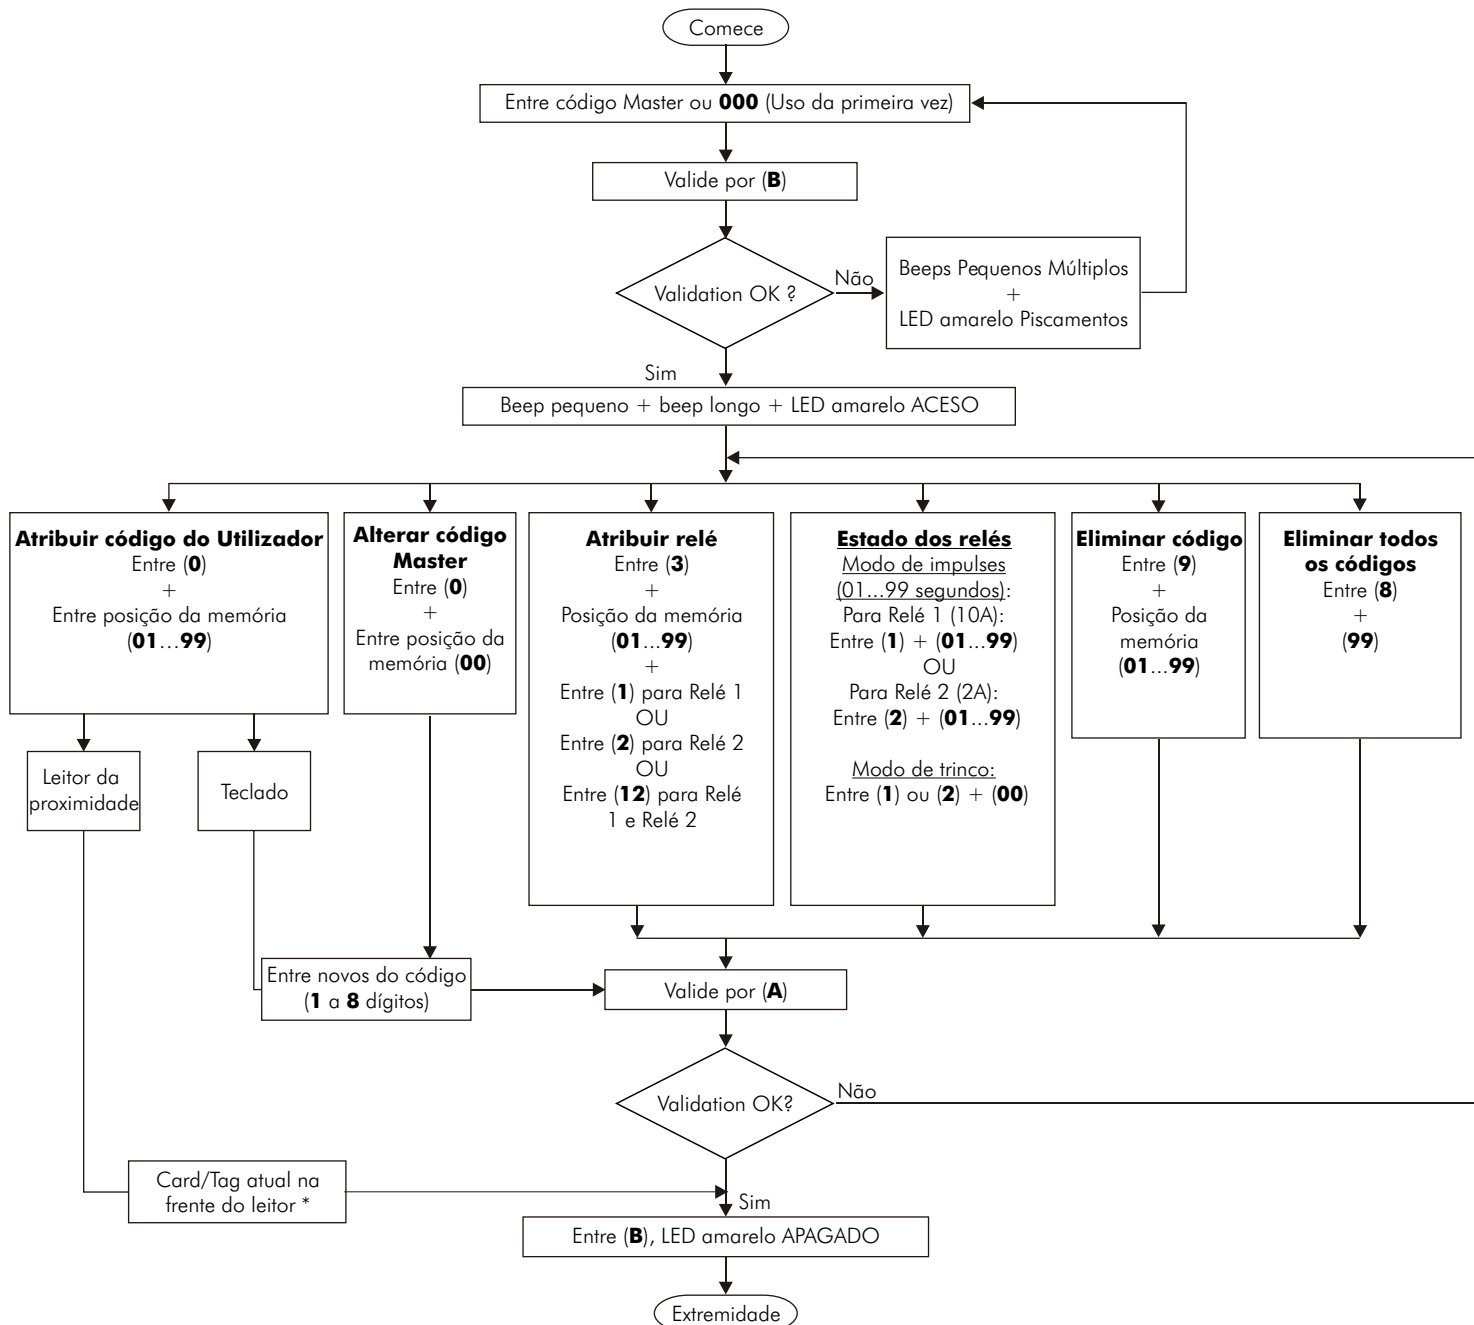 Comece
Entre código Master ou 000 (Uso da primeira vez)
Valide por (B)
Validation OK ?
Não
Beeps Pequenos Múltiplos
+
LED amarelo Piscamentos
Sim
Beep pequeno + beep longo + LED amarelo ACESO
Atribuir código do Utilizador
Entre (0)
+
Entre posição da memória
(01...99)
Alterar código
Master
Entre (0)
+
Entre posição da
memória (00)
Atribuir relé
Entre (3)
+
Posição da memória
(01...99)
+
Entre (1) para Relé 1
OU
Entre (2) para Relé 2
OU
Entre (12) para Relé
1 e Relé 2
Estado dos relés
Modo de impulses
(01...99 segundos):
Para Relé 1 (10A):
Entre (1) + (01...99)
OU
Para Relé 2 (2A):
Entre (2) + (01...99)
Modo de trinco:
Entre (1) ou (2) + (00)
Eliminar código
Entre (9)
+
Posição da
memória
(01...99)
Eliminar todos
os códigos
Entre (8)
+
(99)
Leitor da
proximidade
Teclado
Entre novos do código
(1 a 8 dígitos)
Valide por (A)
Validation OK?
Não
Card/Tag atual na
frente do leitor *
Sim
Entre (B), LED amarelo APAGADO
Extremidade